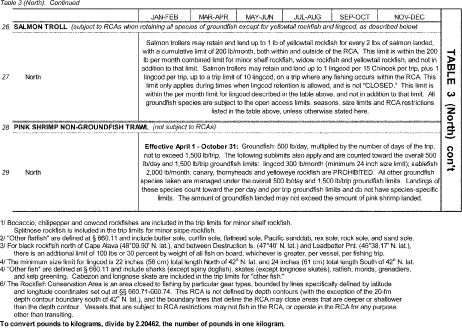 Table 3 (North). Continued
JAN-FEB MAR-APR MAY-JUN JUL-AUG SEP-OCT NOV-DEC
26 SALMON TROLL (subject to RCAs when retaining all species of groundfish except for yellowtail rockfish and lingcod, as described below)
Salmon trollers may retain and land up to 1 lb of yellowtail rockfish for every 2 lbs of salmon landed,
with a cumulative limit of 200 lb/month, both within and outside of the RCA. This limit is within the 200
lb per month combined limit for minor shelf rockfish, widow rockfish and yellowtail rockfish, and not in
addition to that limit. Salmon trollers may retain and land up to 1 lingcod per 15 Chinook per trip, plus 1
lingcod per trip, up to a trip limit of 10 lingcod, on a trip where any fishing occurs within the RCA. This
27 North
limit only applies during times when lingcod retention is allowed, and is not "CLOSED." This limit is
within the per month limit for lingcod described in the table above, and not in addition to that limit. All
groundfish species are subject to the open access limits, seasons, size limits and RCA restrictions
listed in the table above, unless otherwise stated here.
TABLE 3 (North) con't
28 PINK SHRIMP NON-GROUNDFISH TRAWL (not subject to RCAs)
Effective April 1 - October 31: Groundfish: 500 lb/day, multiplied by the number of days of the trip,
not to exceed 1,500 lb/trip. The following sublimits also apply and are counted toward the overall 500
lb/day and 1,500 lb/trip groundfish limits: lingcod 300 lb/month (minimum 24 inch size limit); sablefish
29 North
2,000 lb/month; canary, thornyheads and yelloweye rockfish are PROHIBITED. All other groundfish
species taken are managed under the overall 500 lb/day and 1,500 lb/trip groundfish limits. Landings of
these species count toward the per day and per trip groundfish limits and do not have species-specific
limits. The amount of groundfish landed may not exceed the amount of pink shrimp landed.
1/ Bocaccio, chilipepper and cowcod rockfishes are included in the trip limits for minor shelf rockfish.
Splitnose rockfish is included in the trip limits for minor slope rockfish.
2/ "Other flatfish" are defined at § 660.11 and include butter sole, curlfin sole, flathead sole, Pacific sanddab, rex sole, rock sole, and sand sole.
3/ For black rockfish north of Cape Alava (48°09.50' N. lat.), and between Destruction Is. (47°40' N. lat.) and Leadbetter Pnt. (46°38.17' N. lat.),
there is an additional limit of 100 lbs or 30 percent by weight of all fish on board, whichever is greater, per vessel, per fishing trip.
4/ The minimum size limit for lingcod is 22 inches (56 cm) total length North of 42° N. lat. and 24 inches (61 cm) total length South of 42° N. lat.
5/ "Other fish" are defined at § 660.11 and include sharks (except spiny dogfish), skates (except longnose skates), ratfish, morids, grenadiers,
and kelp greenling. Cabezon and longnose skate are included in the trip limits for "other fish."
6/ The Rockfish Conservation Area is an area closed to fishing by particular gear types, bounded by lines specifically defined by latitude
and longitude coordinates set out at §§ 660.71-660.74. This RCA is not defined by depth contours (with the exception of the 20-fm
depth contour boundary south of 42° N. lat.), and the boundary lines that define the RCA may close areas that are deeper or shallower
than the depth contour. Vessels that are subject to RCA restrictions may not fish in the RCA, or operate in the RCA for any purpose
other than transiting.
To convert pounds to kilograms, divide by 2.20462, the number of pounds in one kilogram.